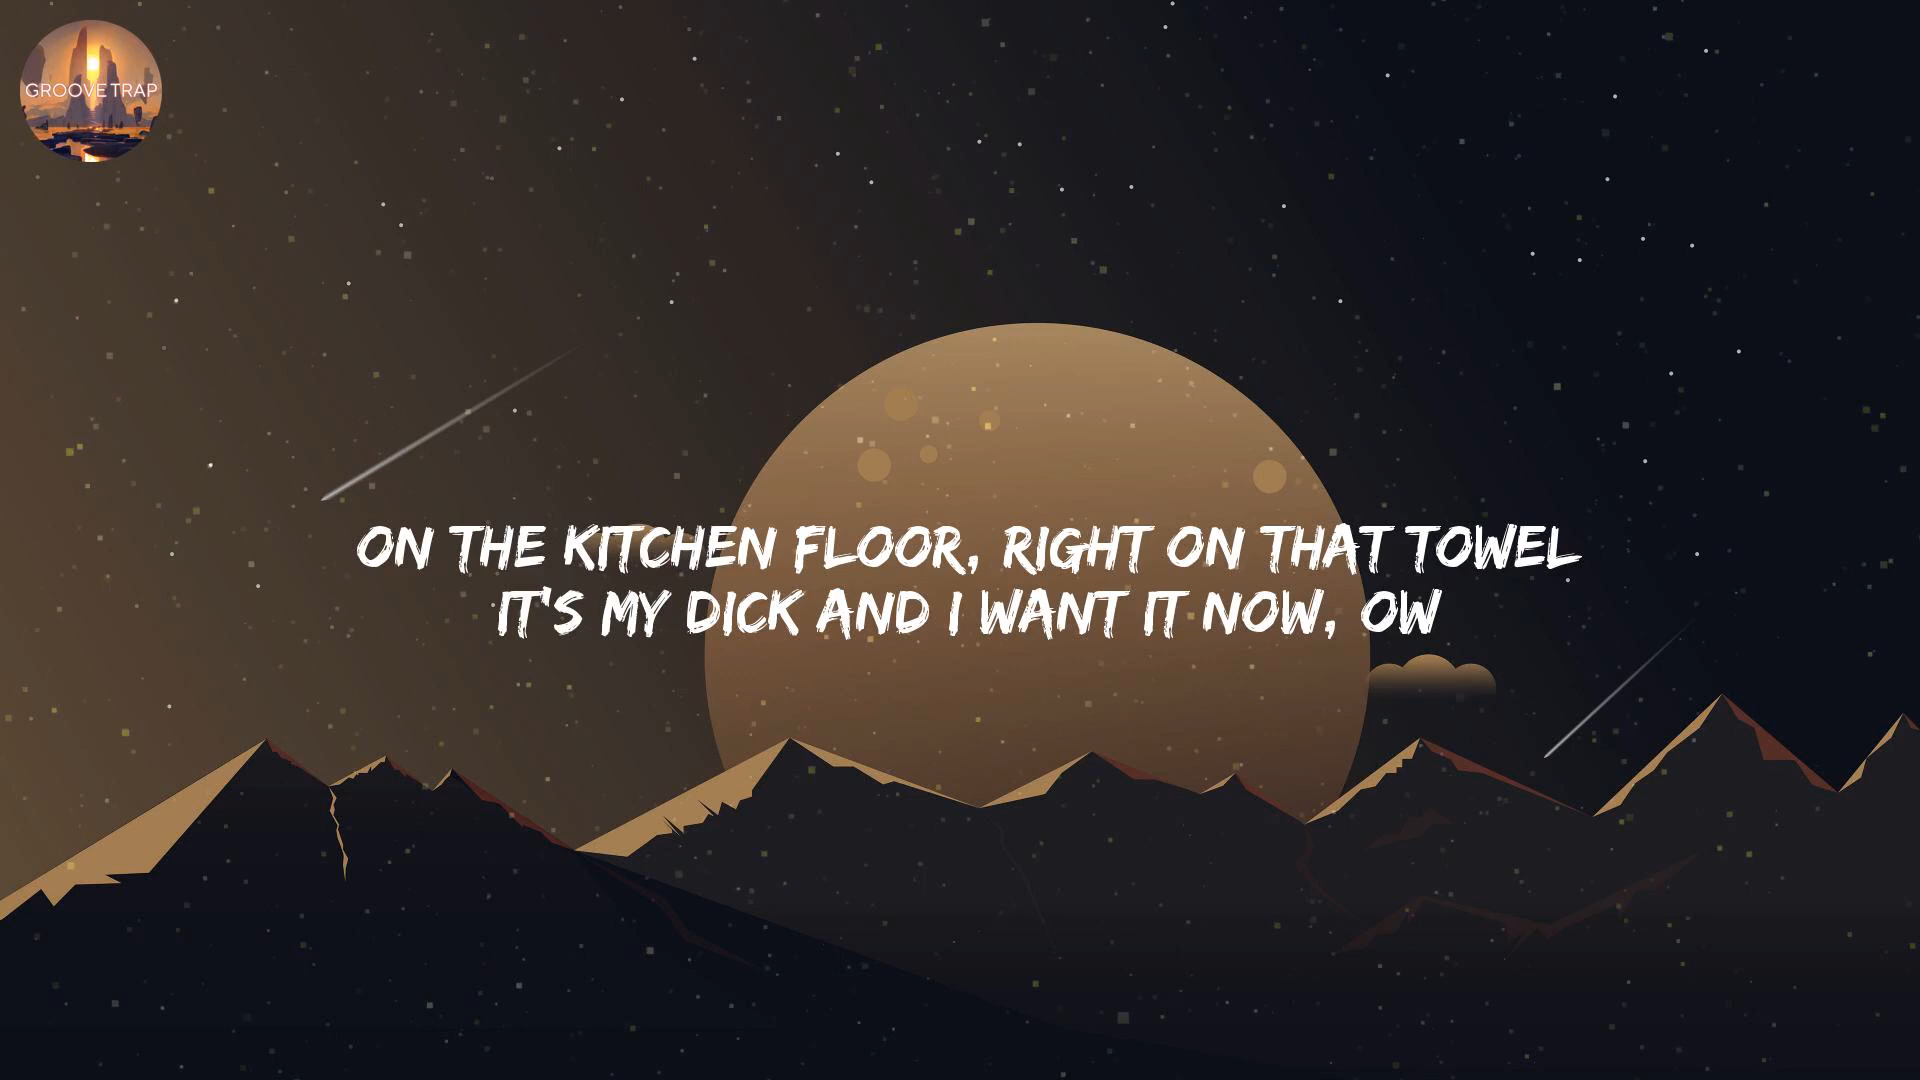 GROOVE TRAP
ON THE KITCHEN FLOOR, RIGHT ON THAT TOWEL
IT'S MY DICK AND I WANT IT NOW, OW